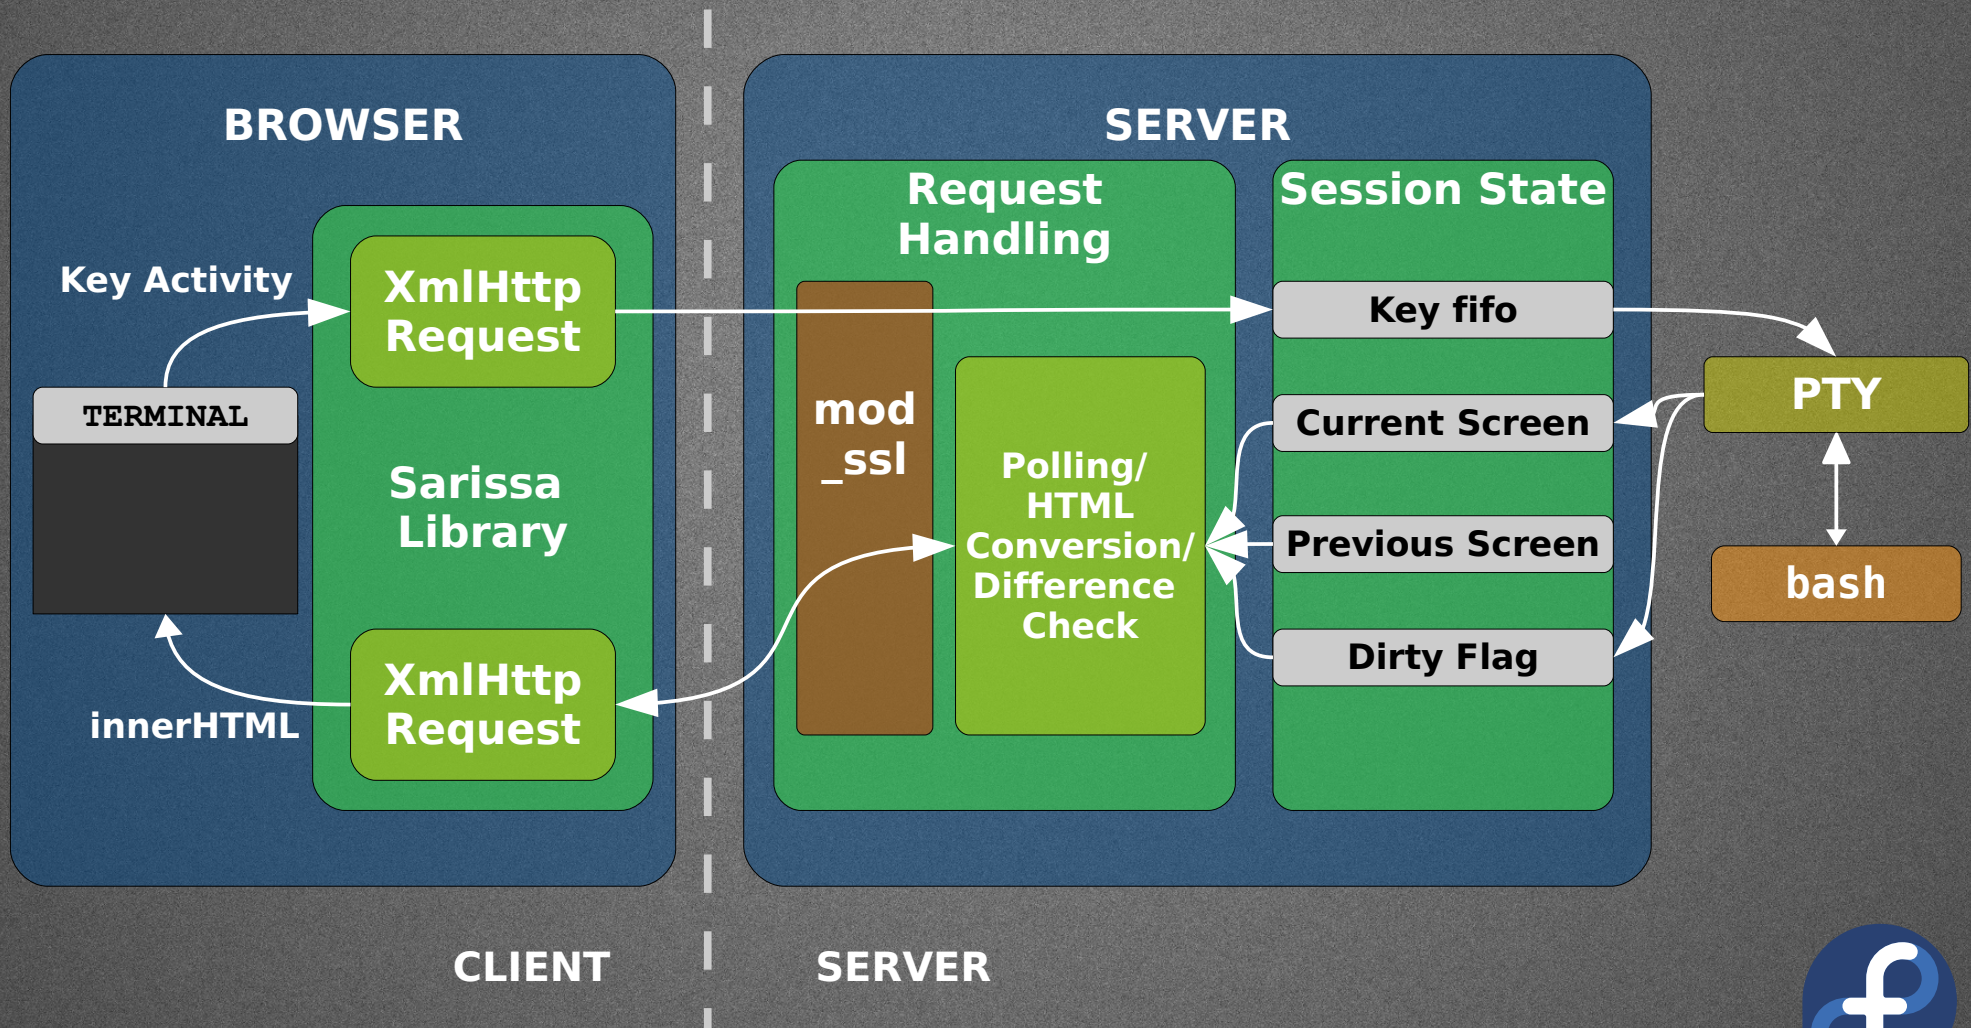 BROWSER
Key Activity
XmlHttp
Request
TERMINAL
Sarissa
Library
XmlHttp
Request
innerHTML
SERVER
Request
Handling
mod
_ssl
Polling/
HTML
Conversion/
Difference
Check
Session State
Key fifo
Current Screen
Previous Screen
Dirty Flag
PTY
bash
CLIENT
SERVER